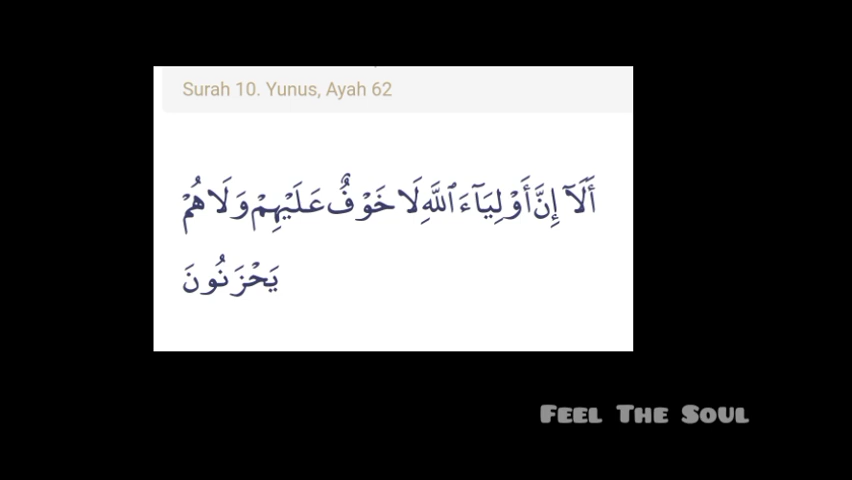 Surah 10. Yunus, Ayah 62
أَلَآ إِنَّ أَوْلِيَآءَ ٱللَّهِ لَا خَوْفٌ عَلَيْهِمْ وَلَا هُمْ
يَحْزَنُونَ
FEEL THE SOUL